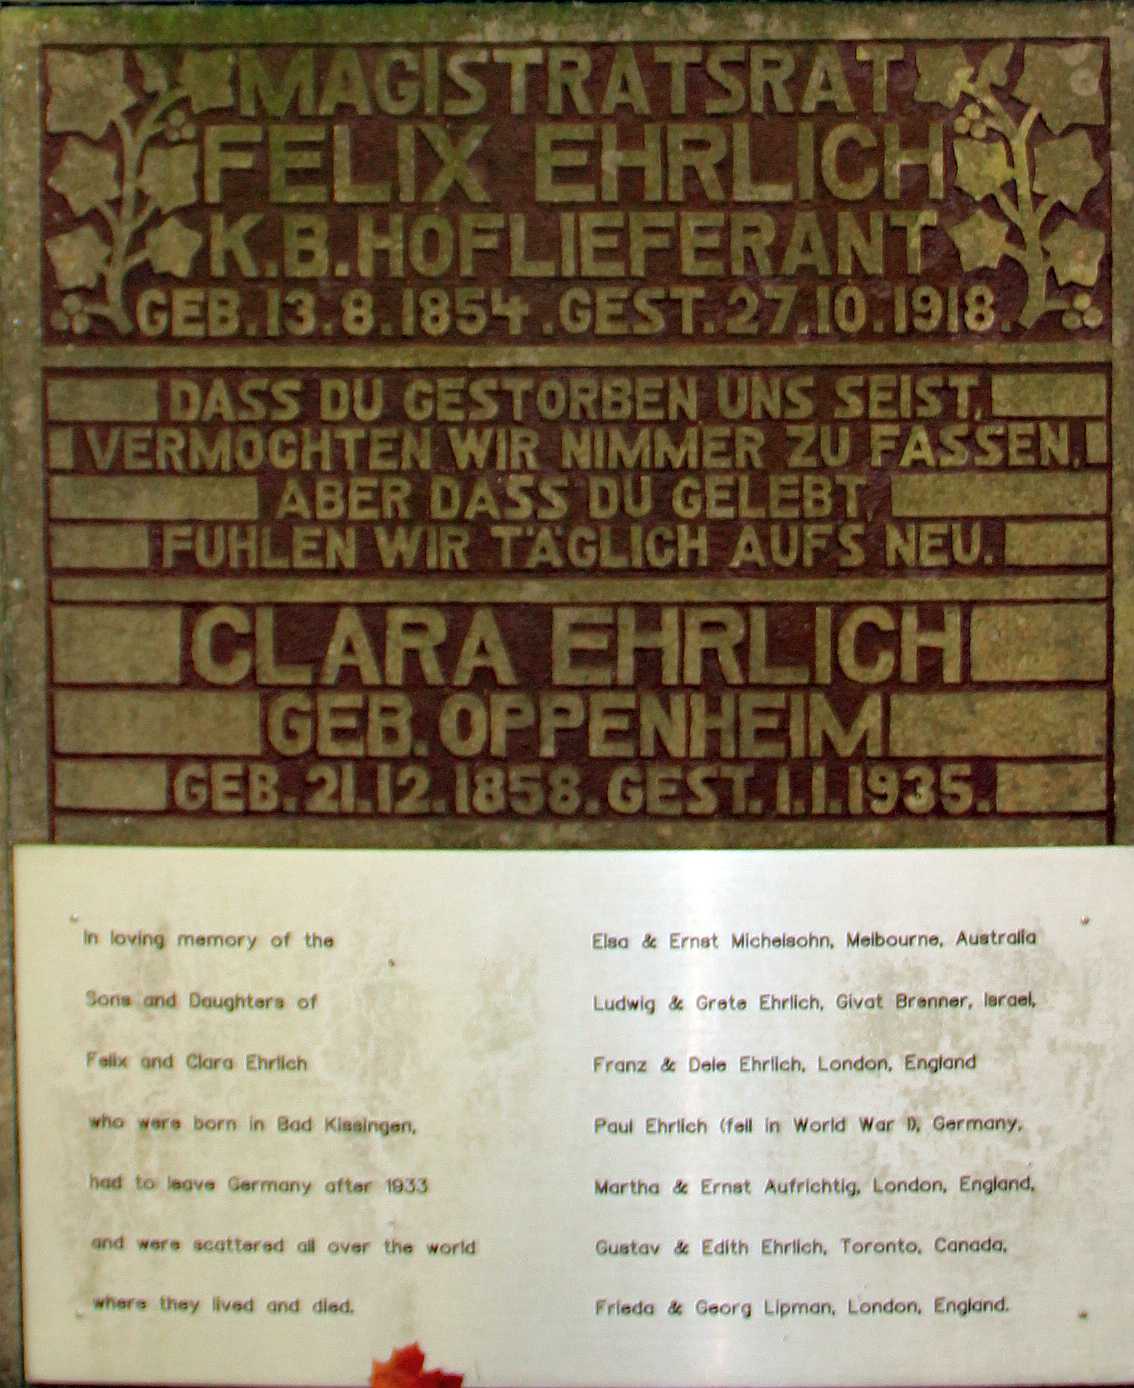 MAGISTRATSRAT
FELIX EHRLICH
K.B. HOFLIEFERANT
GEB. 13. 8. 1854. GEST. 27. 10. 1918.
DASS DU GESTORBEN UNS SEIST,
VERMOCHTEN WIR NIMMER ZU FASSEN,
ABER DASS DU GELEBT,
FUHLEN WIR TÄGLICH AUFS NEU.
CLARA EHRLICH
GEB. OPPENHEIM
GEB. 21. 12. 1858. GEST. 1. 1. 1935.
In loving memory of the
Sons and Daughters of
Felix and Clara Ehrlich
who were born in Bad Kissingen,
had to leave Germany after 1933
and were scattered all over the world
where they lived and died.
Elsa & Ernst Michelsohn, Melbourne, Australia
Ludwig & Grete Ehrlich, Givat Brenner, Israel,
Franz & Dele Ehrlich, London, England
Paul Ehrlich (fell in World War I), Germany,
Martha & Ernst Aufrichtig, London, England,
Gustav & Edith Ehrlich, Toronto, Canada,
Frieda & Georg Lipman, London, England.